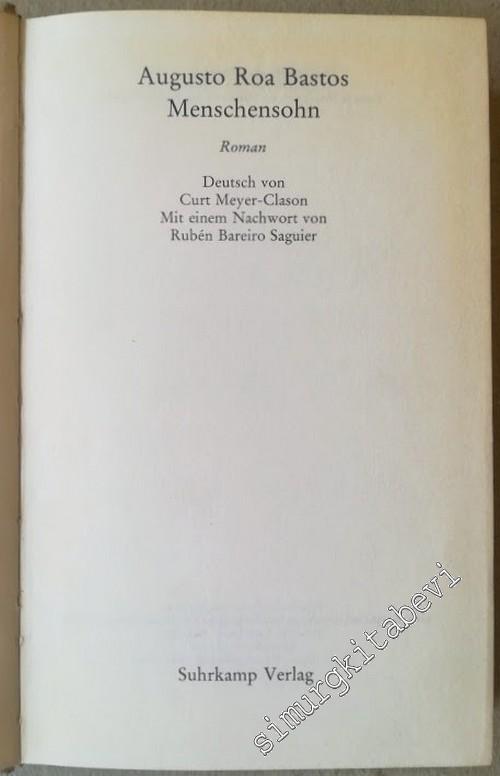 Augusto Roa Bastos
Menschensohn
Roman
Deutsch von
Curt Meyer-Clason
Mit einem Nachwort von
Rubén Bareiro Saguier
Suhrkamp Verlag
simurgkitabevi